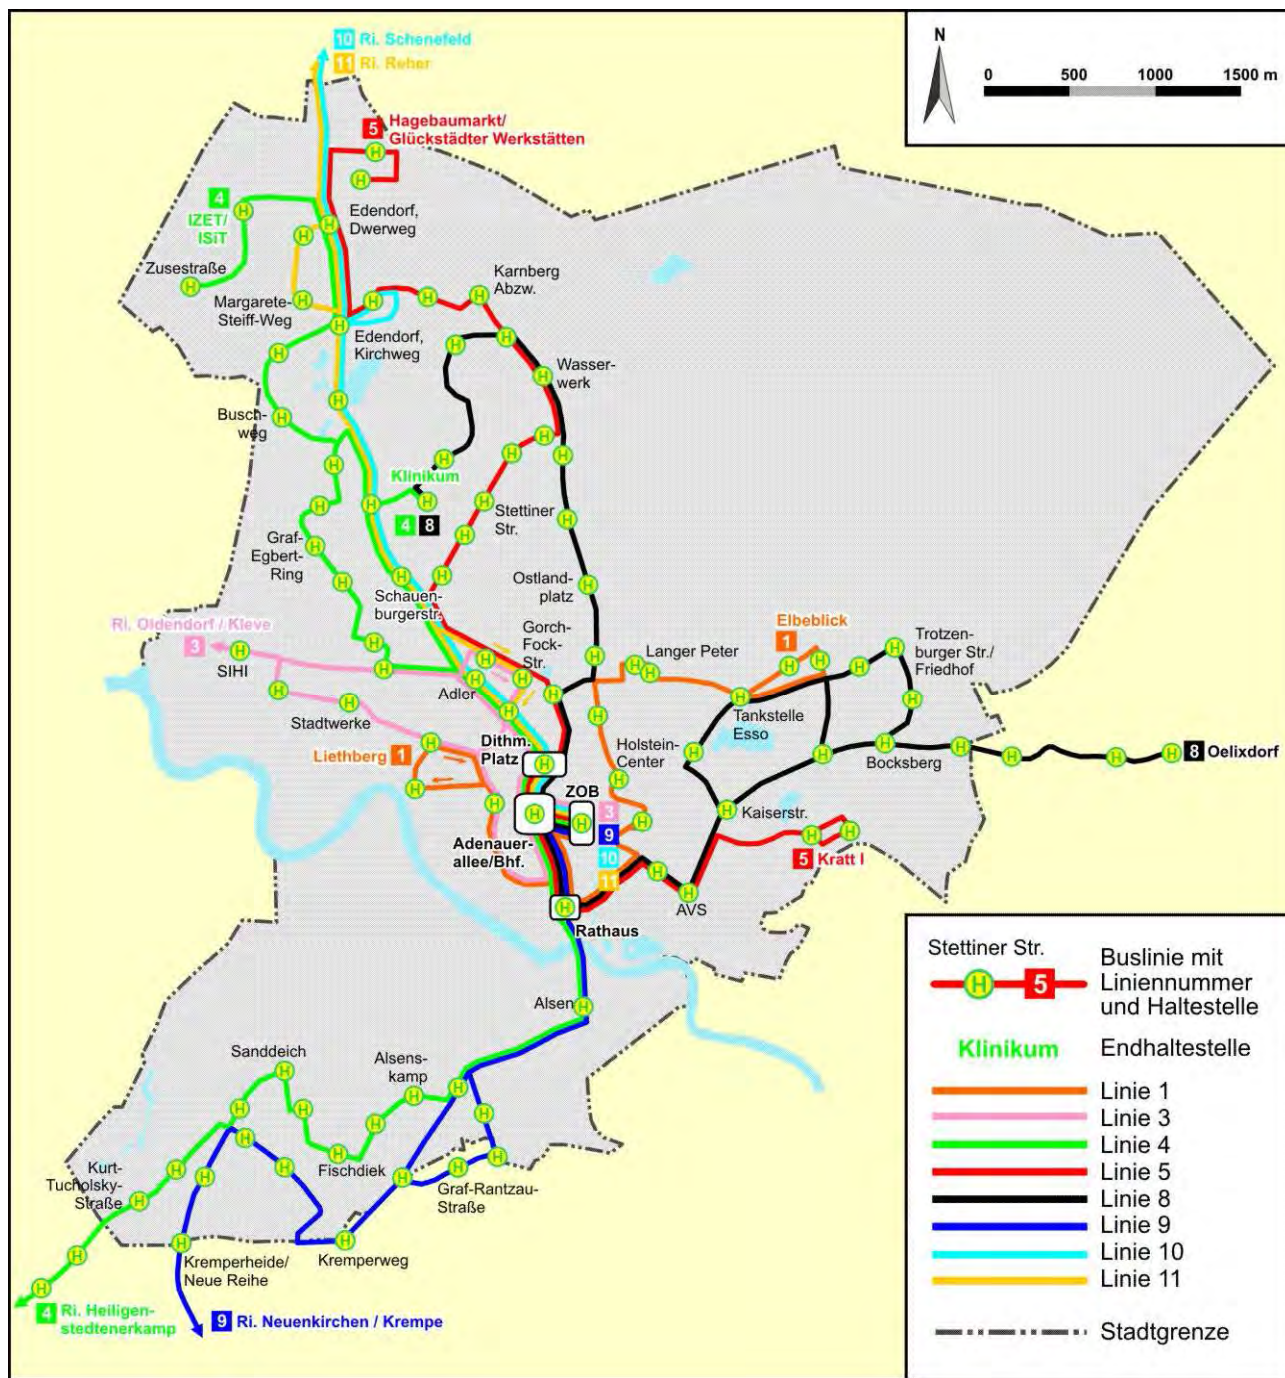 10 Ri. Schenefeld
11 Ri. Reher
N
0 500 1000 1500 m
5 Hagebaumarkt/
Glückstädter Werkstätten
4
IZET/
ISiT
Edendorf,
Dwerweg
Zusestraße
Margarete-
Steiff-Weg
Karnberg
Abzw.
Edendorf,
Kirchweg
Wasser-
werk
Busch-
weg
Klinikum
4 8
Stettiner
Str.
Graf-
Egbert-
Ring
Schauen-
burgerstr.
Ostland-
platz
Ri. Oldendorf / Kleve
3
SIHI
Gorch-
Fock-
Str.
Langer Peter
Elbeblick
1
Trotzen-
burger Str./
Friedhof
Adler
Stadtwerke
Tankstelle
Esso
Liethberg 1
Dithm.
Platz
Holstein-
Center
Bocksberg
8 Oelixdorf
ZOB
3
9
10
11
Kaiserstr.
Adenauer-
allee/Bhf.
5 Kratt I
AVS
Rathaus
Alsen
Sanddeich
Alsens-
kamp
Kurt-
Tucholsky-
Straße
Fischdiek
Graf-Rantzau-
Straße
Kremperheide/
Neue Reihe
Kremperweg
4 Ri. Heiligen-
stedtenerkamp
9 Ri. Neuenkirchen / Krempe
Stettiner Str.
H 5
Buslinie mit
Liniennummer
und Haltestelle
Klinikum Endhaltestelle
Linie 1
Linie 3
Linie 4
Linie 5
Linie 8
Linie 9
Linie 10
Linie 11
Stadtgrenze